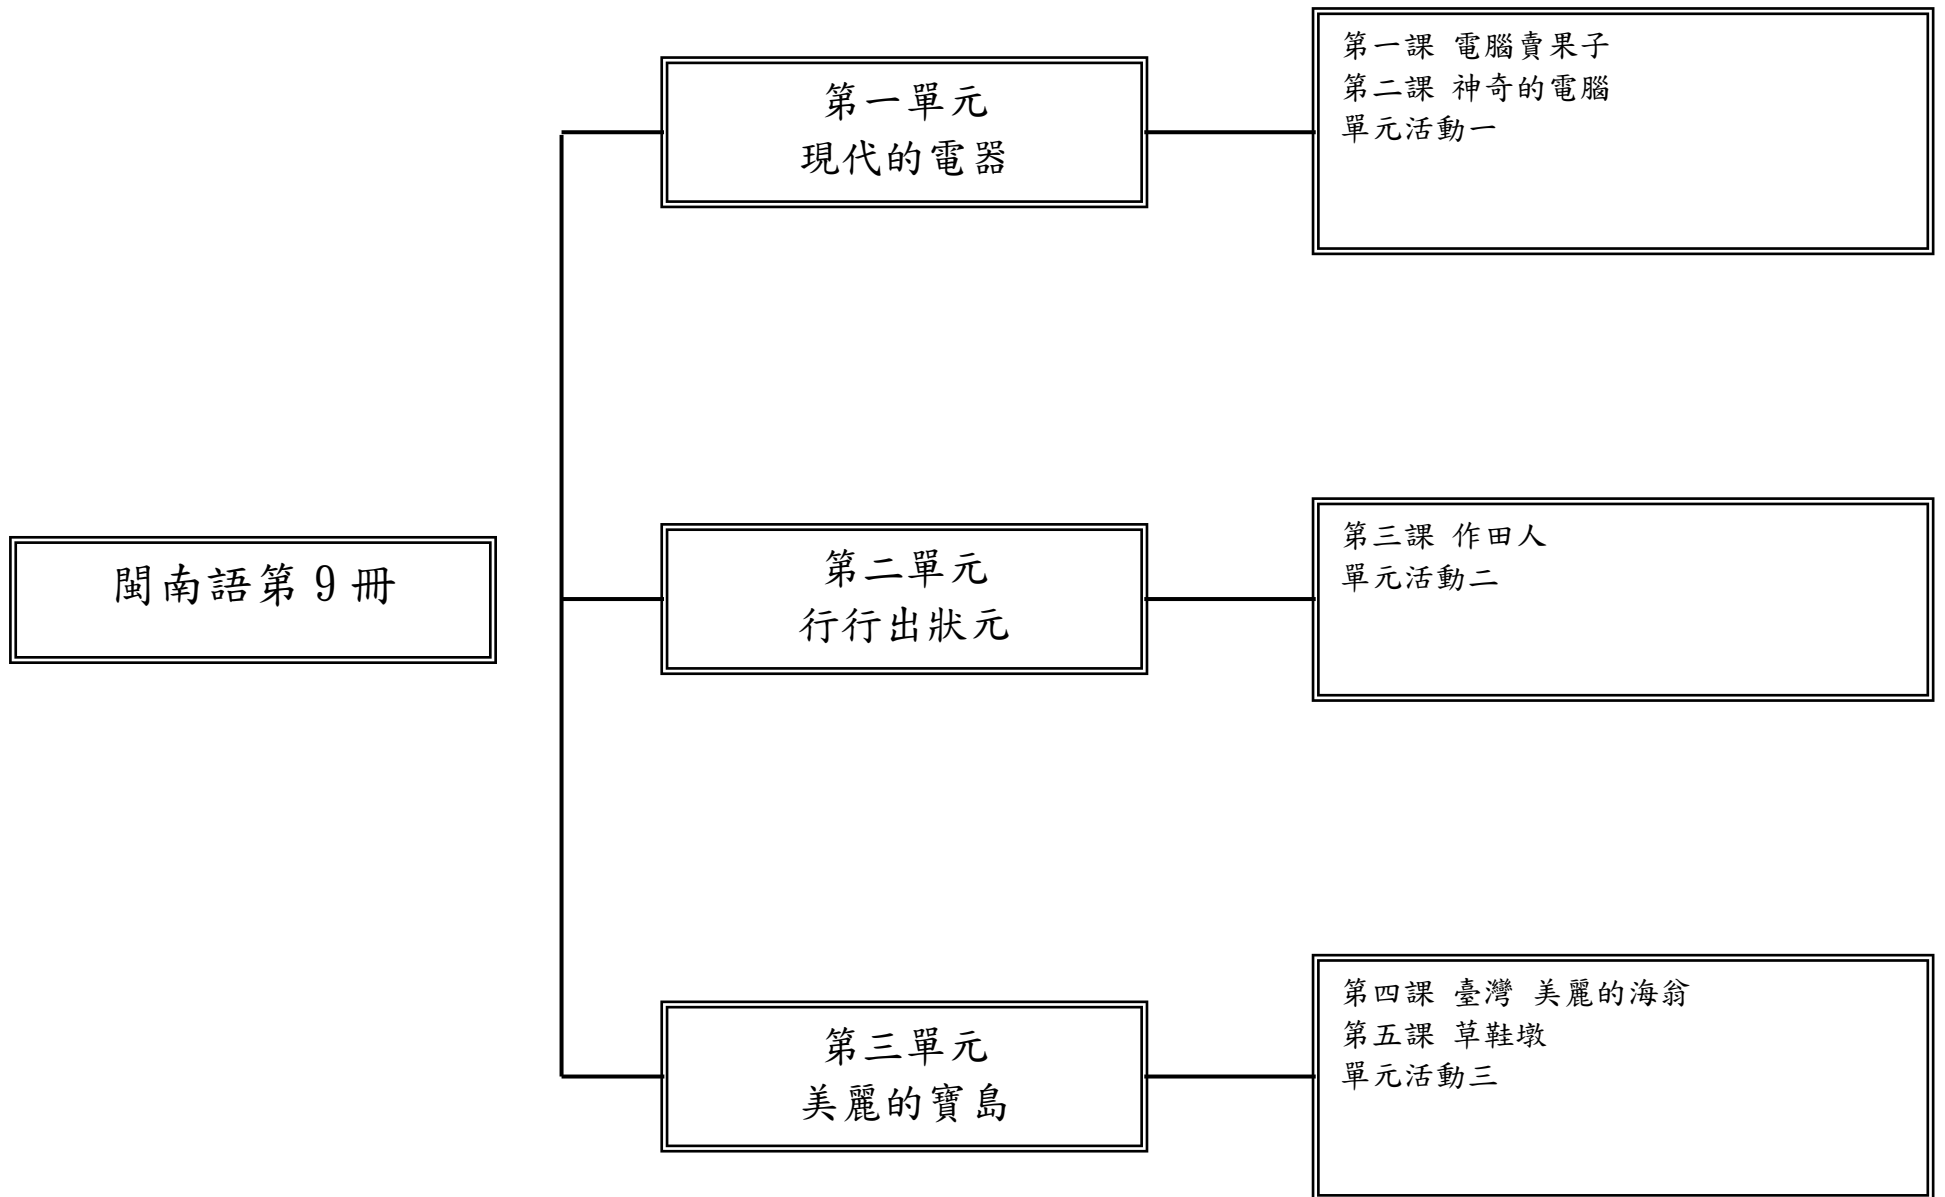 閩南語第 9 冊
第一單元
現代的電器
第一課 電腦賣果子
第二課 神奇的電腦
單元活動一
第二單元
行行出狀元
第三課 作田人
單元活動二
第三單元
美麗的寶島
第四課 臺灣 美麗的海翁
第五課 草鞋墩
單元活動三